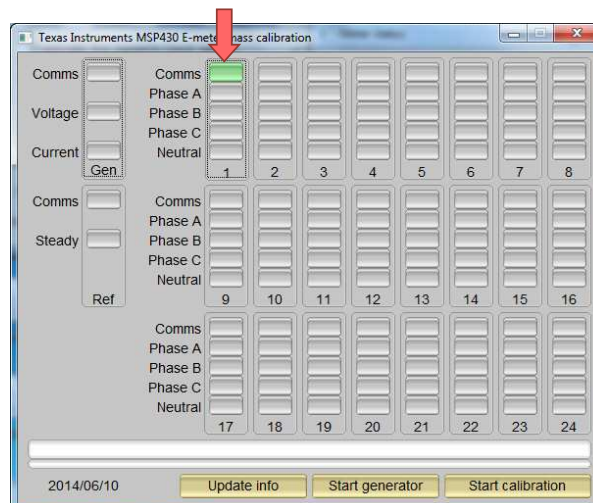 Texas Instruments MSP430 E-meter mass calibration
Comms
Voltage
Current
Gen
Comms
Phase A
Phase B
Phase C
Neutral
1 2 3 4 5 6 7 8
Comms
Steady
Ref
Comms
Phase A
Phase B
Phase C
Neutral
9 10 11 12 13 14 15 16
Comms
Phase A
Phase B
Phase C
Neutral
17 18 19 20 21 22 23 24
2014/06/10 Update info Start generator Start calibration